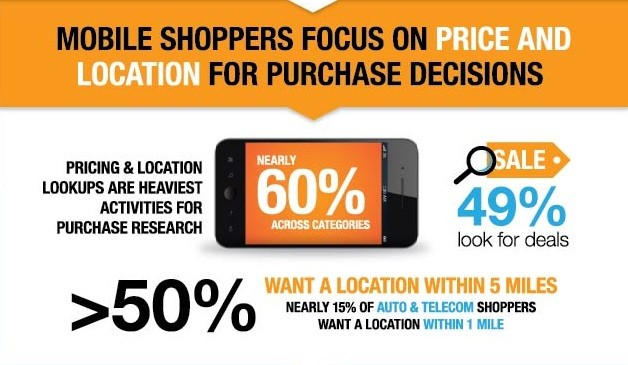 MOBILE SHOPPERS FOCUS ON PRICE AND
LOCATION FOR PURCHASE DECISIONS
PRICING & LOCATION
LOOKUPS ARE HEAVIEST
ACTIVITIES FOR
PURCHASE RESEARCH
NEARLY
60%
ACROSS CATEGORIES
SALE
49%
look for deals
>50%
WANT A LOCATION WITHIN 5 MILES
NEARLY 15% OF AUTO & TELECOM SHOPPERS
WANT A LOCATION WITHIN 1 MILE